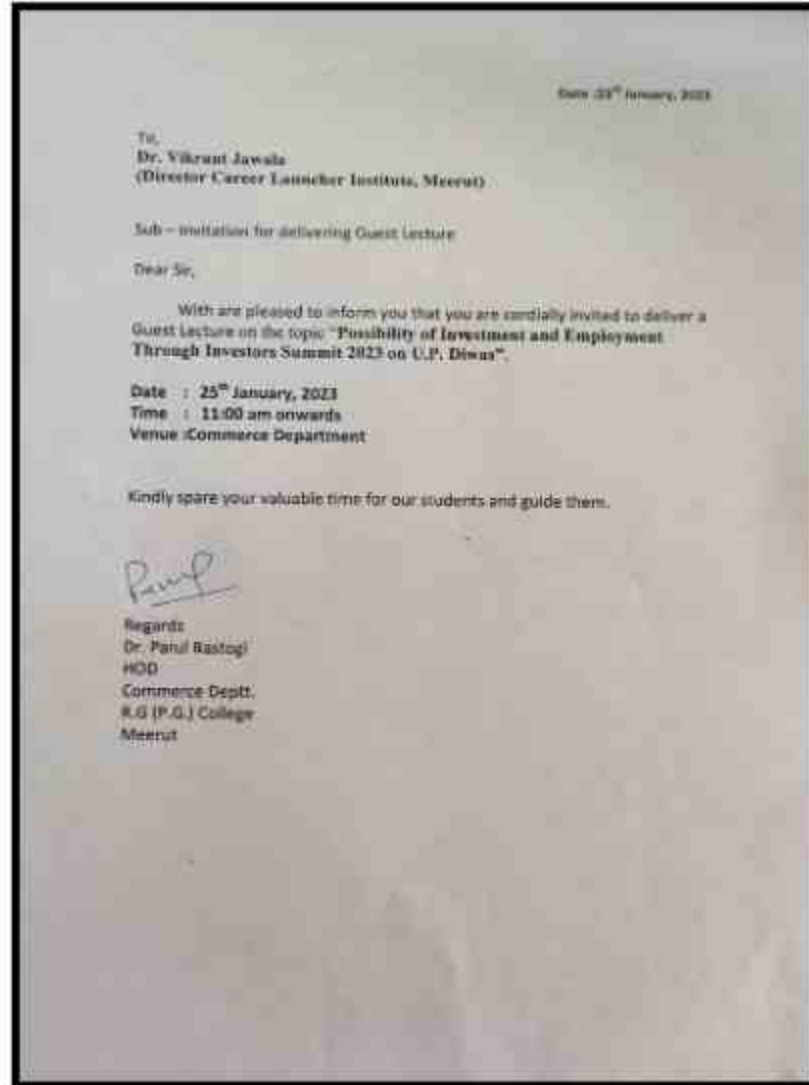 Date :23rd January, 2023
To,
Dr. Vikrant Jawala
(Director Career Launcher Institute, Meerut)
Sub – Invitation for delivering Guest Lecture
Dear Sir,
With are pleased to inform you that you are cordially invited to deliver a
Guest Lecture on the topic "Possibility of Investment and Employment
Through Investors Summit 2023 on U.P. Diwas".
Date : 25th January, 2023
Time : 11:00 am onwards
Venue :Commerce Department
Kindly spare your valuable time for our students and guide them.
Regards
Dr. Parul Rastogi
HOD
Commerce Deptt.
R.G (P.G.) College
Meerut